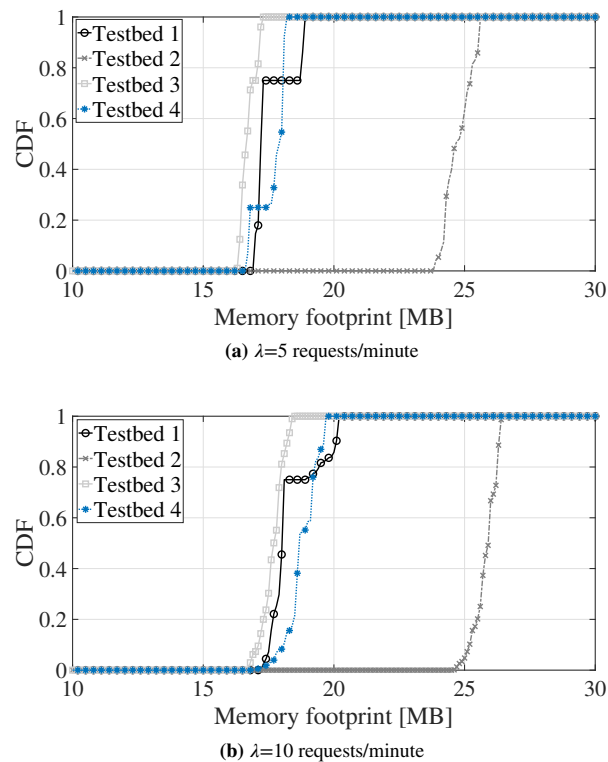 1
0.8
0.6
0.4
0.2
0
CDF
Testbed 1
Testbed 2
Testbed 3
Testbed 4
10 15 20 25 30
Memory footprint [MB]
(a) λ=5 requests/minute
1
0.8
0.6
0.4
0.2
0
CDF
Testbed 1
Testbed 2
Testbed 3
Testbed 4
10 15 20 25 30
Memory footprint [MB]
(b) λ=10 requests/minute